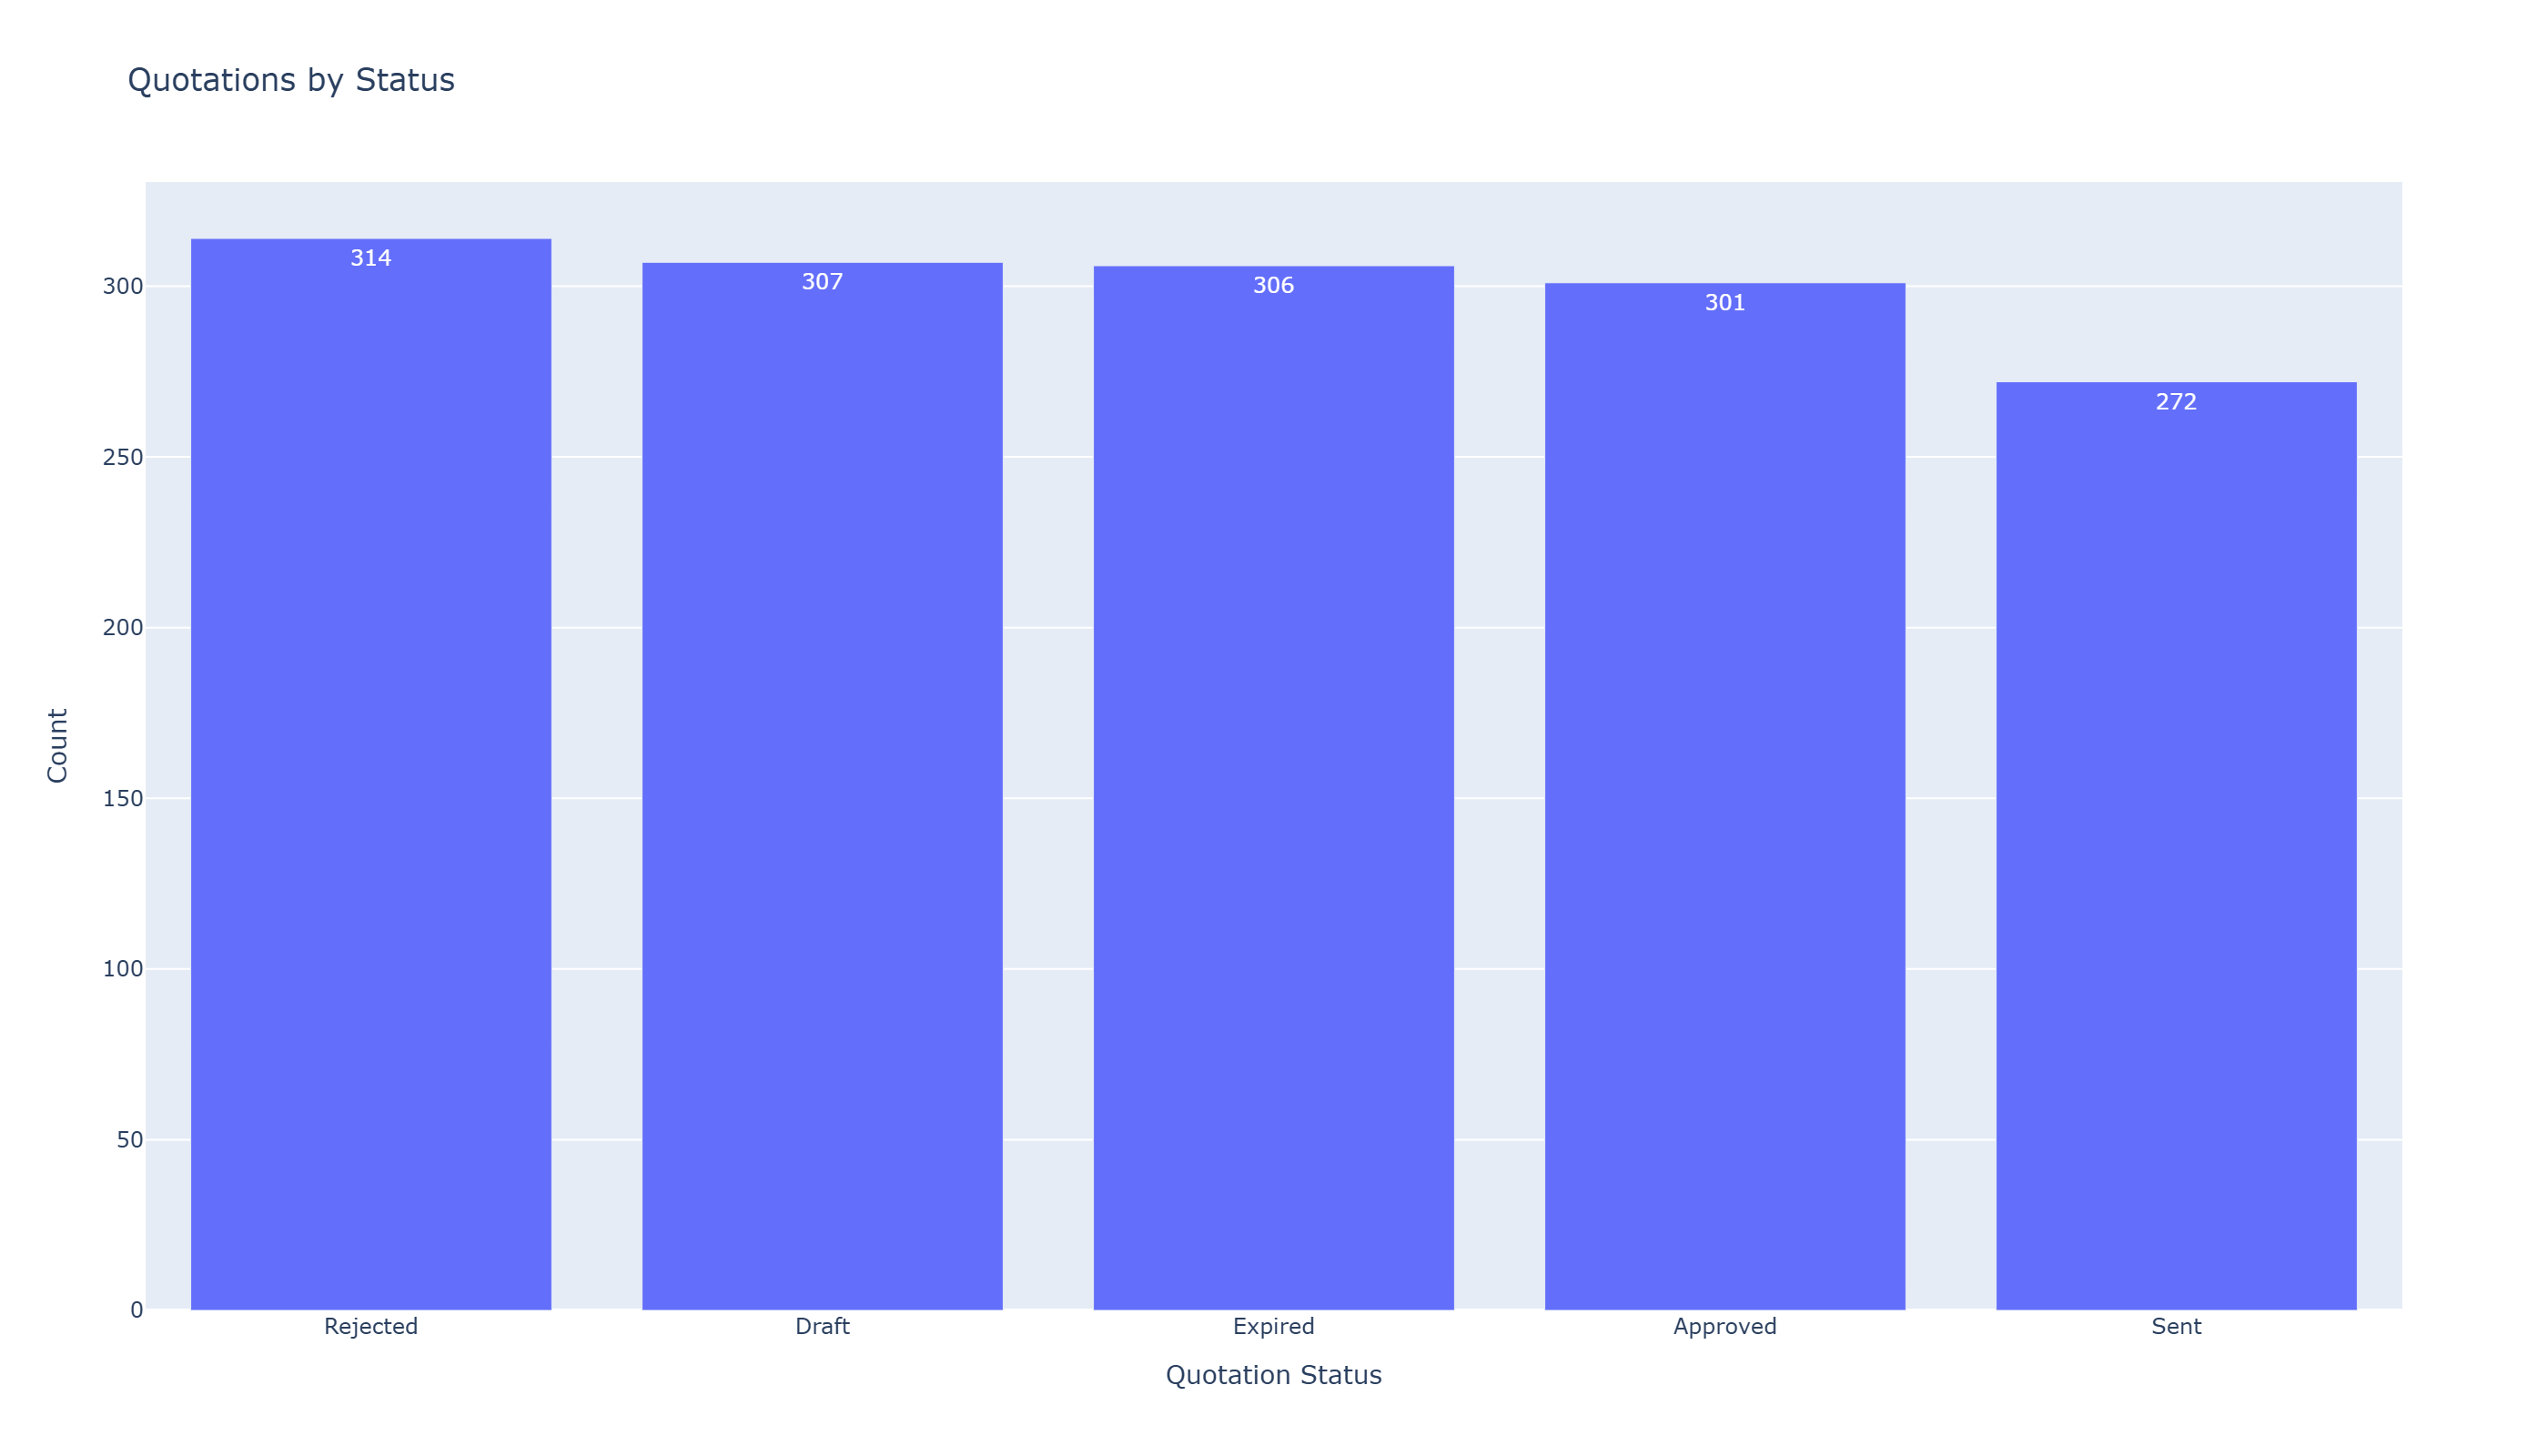 Quotations by Status
314
307
306
301
272
300
250
200
150
100
50
0
Count
Rejected
Draft
Expired
Approved
Sent
Quotation Status